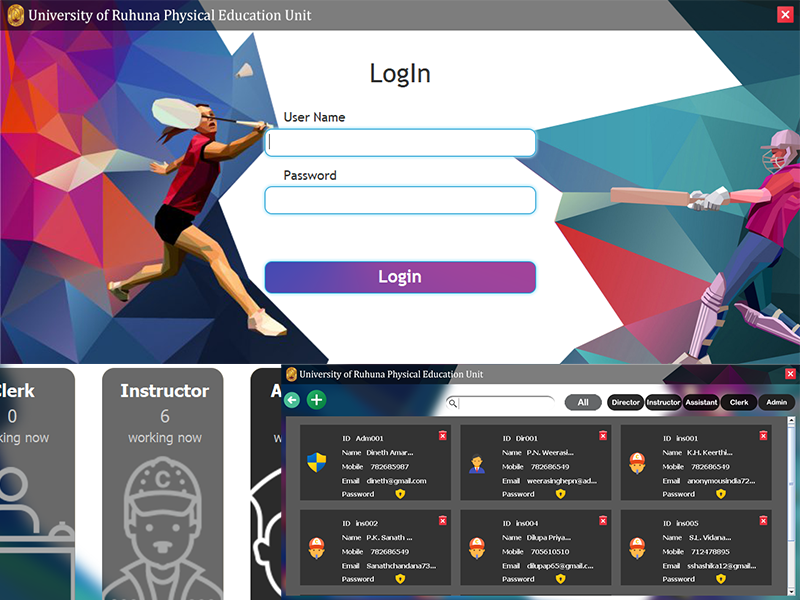 University of Ruhuna Physical Education Unit
LogIn
User Name
Password
Login
Clerk
0
working now
Instructor
6
working now
University of Ruhuna Physical Education Unit
All
Director
Instructor
Assistant
Clerk
Admin
ID Adm001
Name Dineth Amar...
Mobile 782685987
Email dineth@gmail.com
Password
ID Dir001
Name P.N. Weerasi...
Mobile 782686549
Email weerasinghepn@ad...
Password
ID ins001
Name K.H. Keerthi...
Mobile 782686549
Email anonymousindia72...
Password
ID ins002
Name P.K. Sanath ...
Mobile 782686549
Email Sanathchandana73...
Password
ID ins004
Name Dilupa Priya...
Mobile 705610510
Email dilupap65@gmail.c...
Password
ID ins005
Name S.L. Vidana...
Mobile 712478895
Email sshashika12@gmail...
Password
C